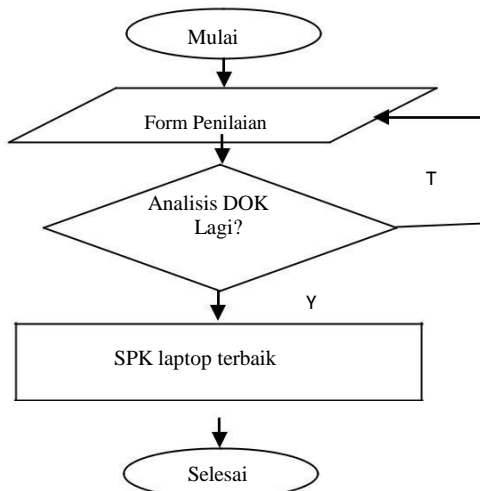 Mulai
Form Penilaian
T
Analisis DOK
Lagi?
Y
SPK laptop terbaik
Selesai